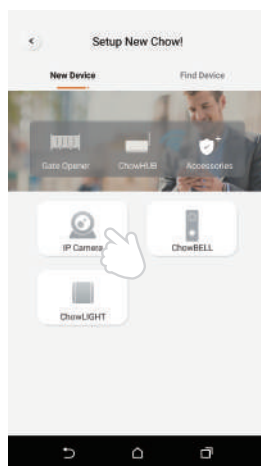 Setup New Chow!
New Device Find Device
Gate Opener ChowHUB Accessories
IP Camera ChowBELL
ChowLIGHT